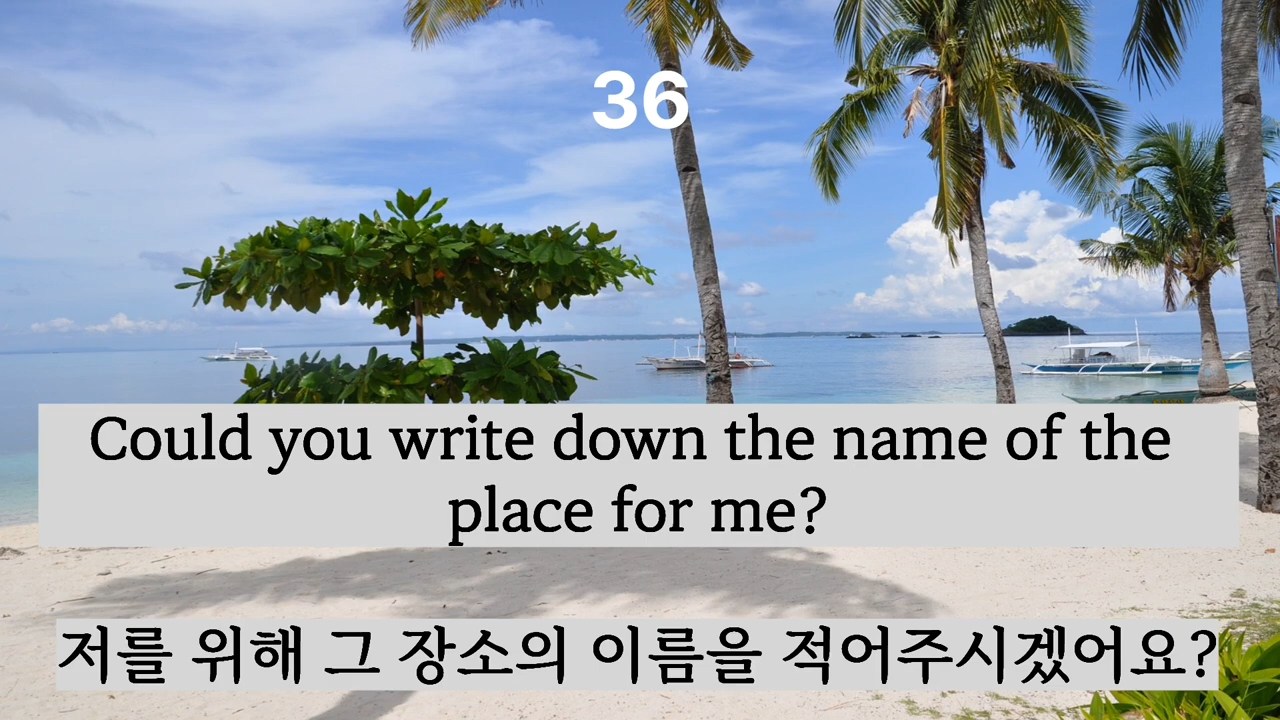 36
Could you write down the name of the
place for me?
저를 위해 그 장소의 이름을 적어주시겠어요?